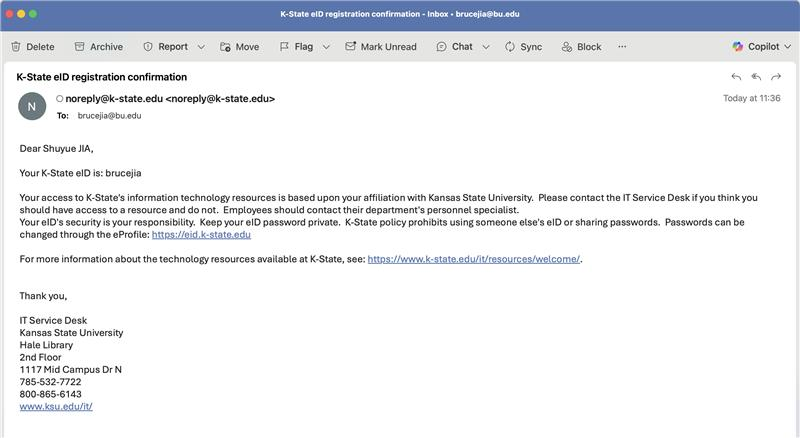 K-State eID registration confirmation - Inbox • brucejia@bu.edu
Delete Archive Report Move Flag Mark Unread Chat Sync Block ··· Copilot
K-State eID registration confirmation
N
noreply@k-state.edu <noreply@k-state.edu>
Today at 11:36
To: brucejia@bu.edu
Dear Shuyue JIA,
Your K-State eID is: brucejia
Your access to K-State's information technology resources is based upon your affiliation with Kansas State University. Please contact the IT Service Desk if you think you
should have access to a resource and do not. Employees should contact their department's personnel specialist.
Your eID's security is your responsibility. Keep your eID password private. K-State policy prohibits using someone else's eID or sharing passwords. Passwords can be
changed through the eProfile: https://eid.k-state.edu
For more information about the technology resources available at K-State, see: https://www.k-state.edu/it/resources/welcome/.
Thank you,
IT Service Desk
Kansas State University
Hale Library
2nd Floor
1117 Mid Campus Dr N
785-532-7722
800-865-6143
www.ksu.edu/it/